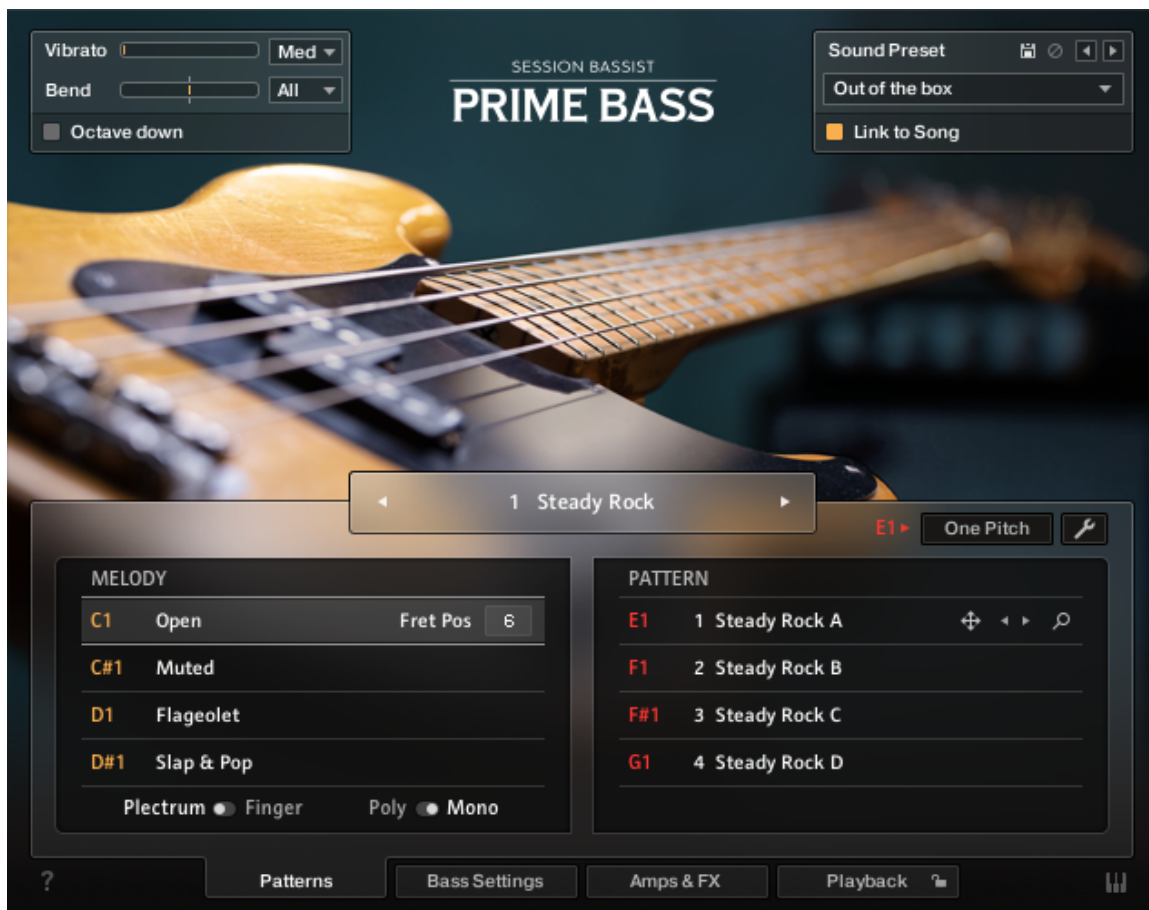 Vibrato Med
Bend All
Octave down
SESSION BASSIST
PRIME BASS
Sound Preset
Out of the box
Link to Song
1 Steady Rock
E1 One Pitch
MELODY
C1 Open Fret Pos 6
C#1 Muted
D1 Flageolet
D#1 Slap & Pop
Plectrum Finger Poly Mono
PATTERN
E1 1 Steady Rock A
F1 2 Steady Rock B
F#1 3 Steady Rock C
G1 4 Steady Rock D
? Patterns Bass Settings Amps & FX Playback